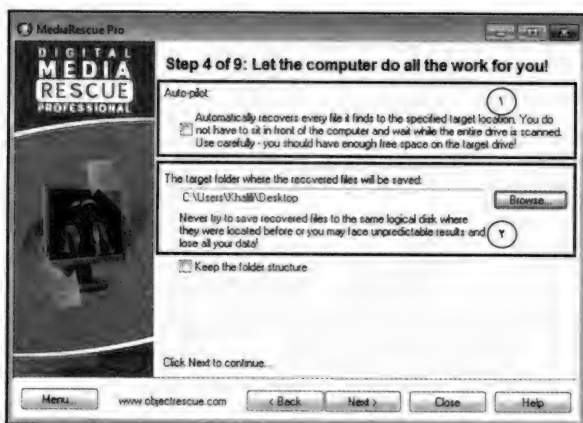 MediaRescue Pro
DIGITAL
MEDIA
RESCUE
PROFESSIONAL
Step 4 of 9: Let the computer do all the work for you!
Auto-pilot:
۱
Automatically recovers every file it finds to the specified target location. You do
not have to sit in front of the computer and wait while the entire drive is scanned.
Use carefully - you should have enough free space on the target drive!
The target folder where the recovered files will be saved:
C:\Users\Khalili\Desktop
Browse...
Never try to save recovered files to the same logical disk where
they were located before or you may face unpredictable results and
lose all your data!
۲
Keep the folder structure
Click Next to continue...
Menu...
www.objectrescue.com
< Back
Next >
Close
Help